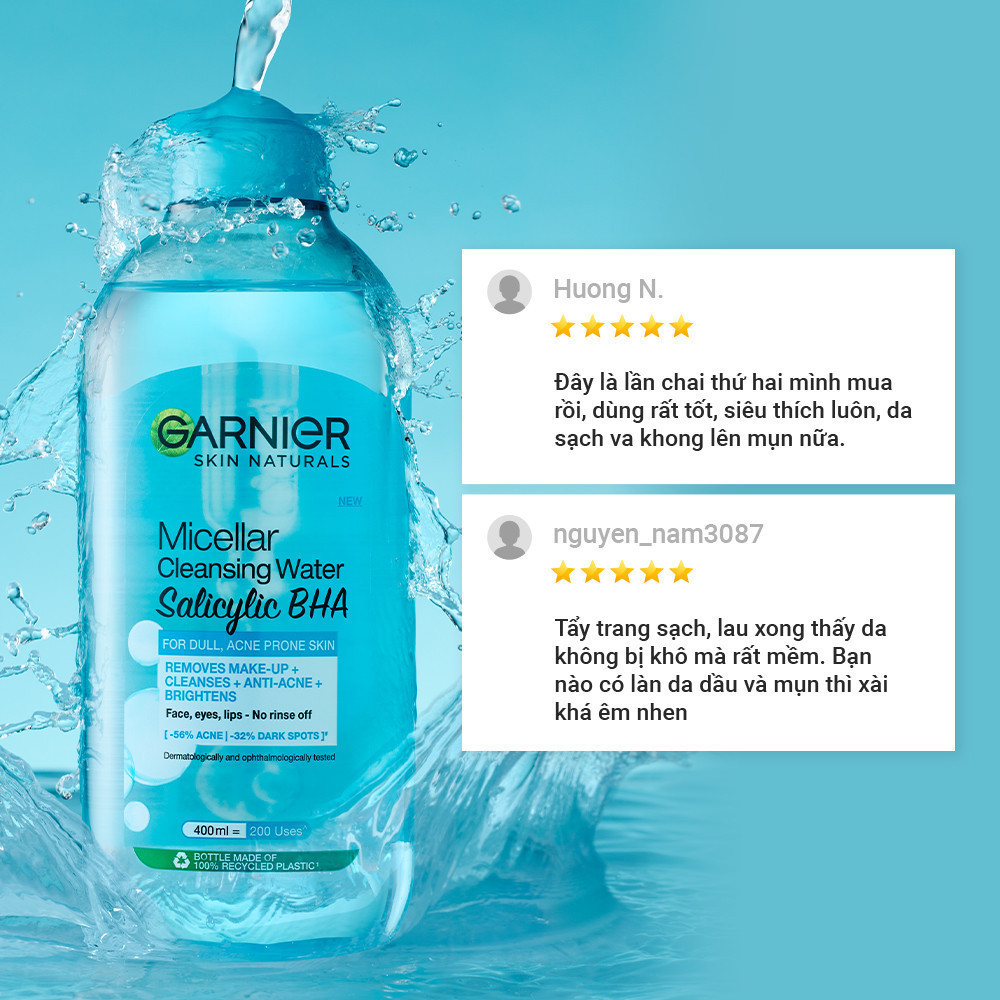 GARNIER
SKIN NATURALS
NEW
Micellar
Cleansing Water
Salicylic BHA
FOR DULL, ACNE PRONE SKIN
REMOVES MAKE-UP +
CLEANSES + ANTI-ACNE +
BRIGHTENS
Face, eyes, lips - No rinse off
[ -56% ACNE | -32% DARK SPOTS ]#
Dermatologically and ophthalmologically tested
400ml = 200 Uses^
BOTTLE MADE OF
100% RECYCLED PLASTIC¹
Huong N.
Đây là lần chai thứ hai mình mua
rồi, dùng rất tốt, siêu thích luôn, da
sạch va khong lên mụn nữa.
nguyen_nam3087
Tẩy trang sạch, lau xong thấy da
không bị khô mà rất mềm. Bạn
nào có làn da dầu và mụn thì xài
khá êm nhen